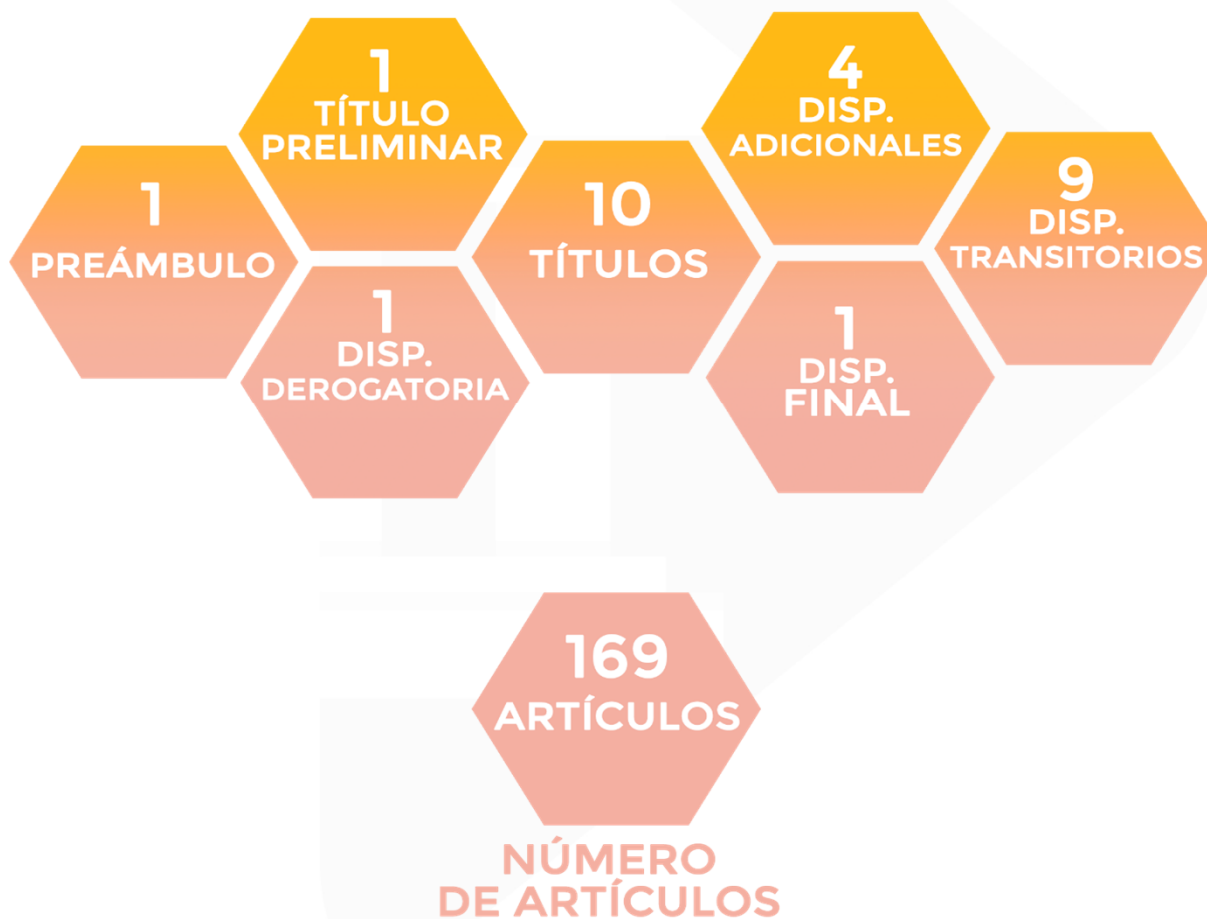 1
TÍTULO
PRELIMINAR
4
DISP.
ADICIONALES
1
PREÁMBULO
10
TÍTULOS
9
DISP.
TRANSITORIOS
1
DISP.
DEROGATORIA
1
DISP.
FINAL
169
ARTÍCULOS
NÚMERO
DE ARTÍCULOS